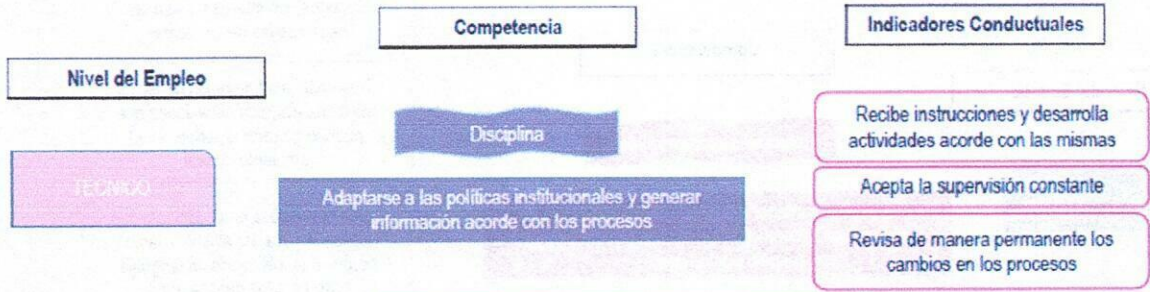 Competencia
Indicadores Conductuales
Nivel del Empleo
Disciplina
TECNICO
Adaptarse a las políticas institucionales y generar
información acorde con los procesos
Recibe instrucciones y desarrolla
actividades acorde con las mismas
Acepta la supervisión constante
Revisa de manera permanente los
cambios en los procesos